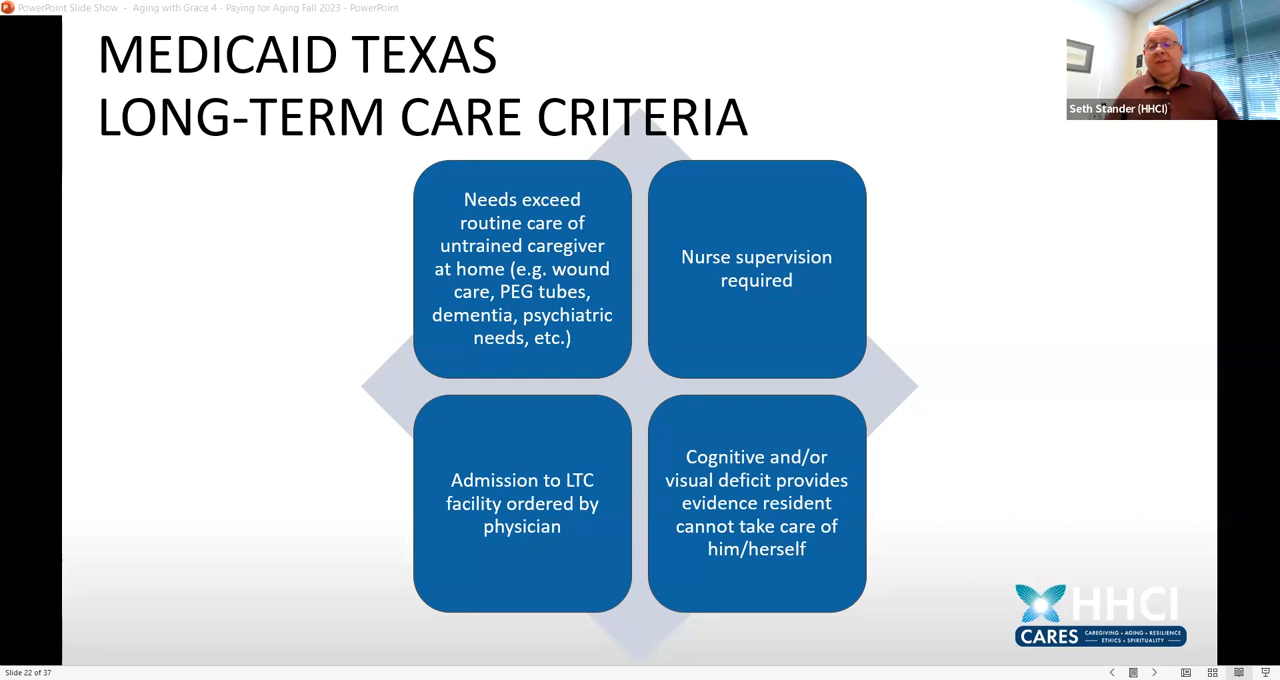 PowerPoint Slide Show - Aging with Grace 4 - Paying for Aging Fall 2023 - PowerPoint
MEDICAID TEXAS
LONG-TERM CARE CRITERIA
Seth Stander (HHCI)
Needs exceed
routine care of
untrained caregiver
at home (e.g. wound
care, PEG tubes,
dementia, psychiatric
needs, etc.)
Nurse supervision
required
Admission to LTC
facility ordered by
physician
Cognitive and/or
visual deficit provides
evidence resident
cannot take care of
him/herself
HHCI
CARES
CAREGIVING • AGING • RESILIENCE
ETHICS • SPIRITUALITY
Slide 22 of 37